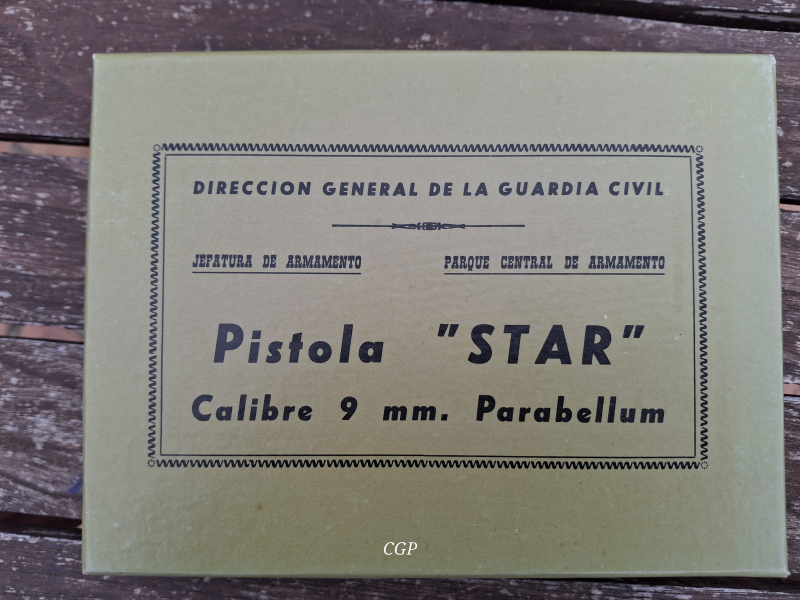 DIRECCION GENERAL DE LA GUARDIA CIVIL
JEFATURA DE ARMAMENTO PARQUE CENTRAL DE ARMAMENTO
Pistola "STAR"
Calibre 9 mm. Parabellum
CGP